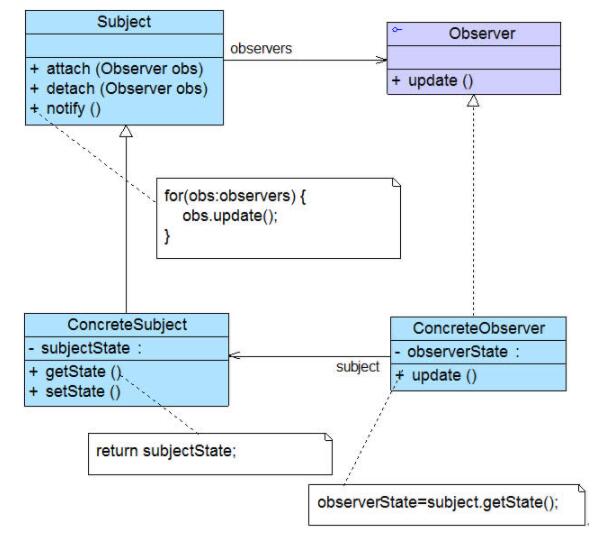 Subject
+ attach (Observer obs)
+ detach (Observer obs)
+ notify ()
observers
Observer
+ update ()
for(obs:observers) {
obs.update();
}
ConcreteSubject
- subjectState :
+ getState ()
+ setState ()
subject
ConcreteObserver
- observerState :
+ update ()
return subjectState;
observerState=subject.getState();